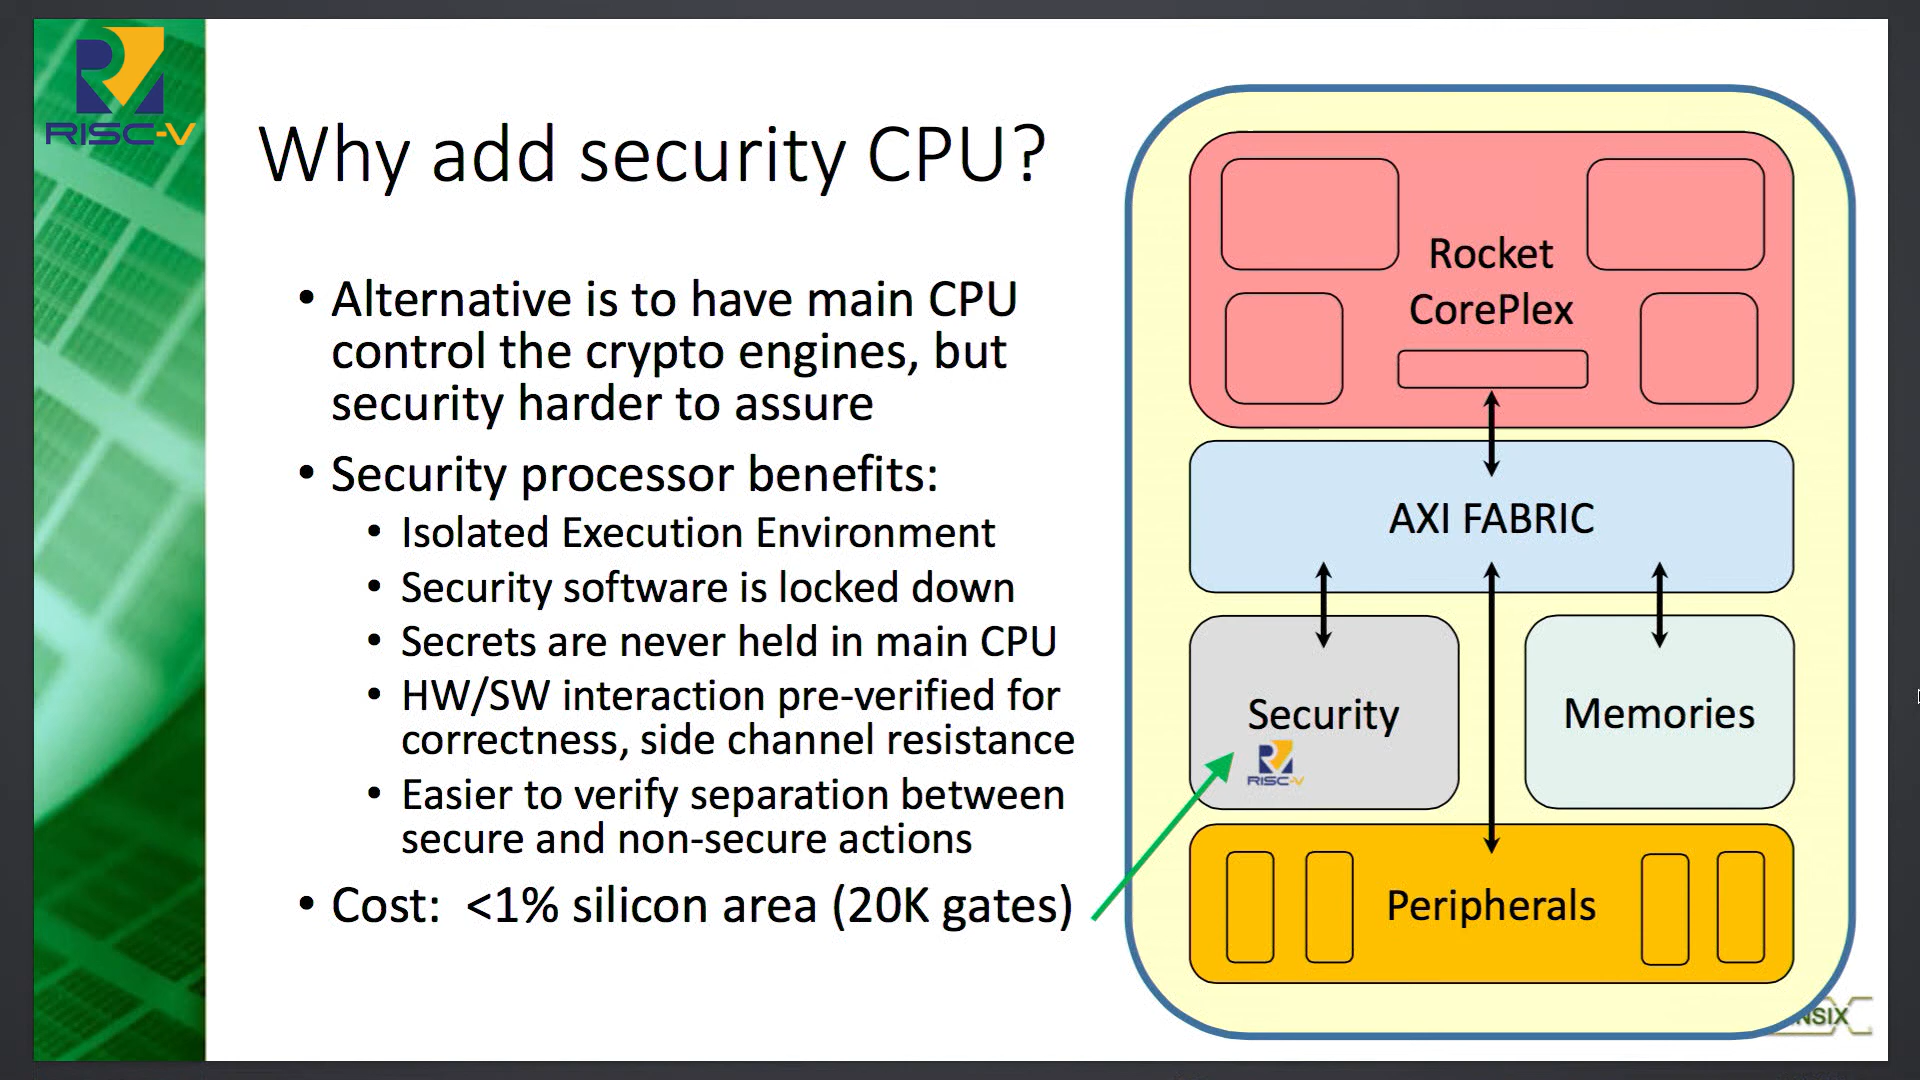 RISC-V
Why add security CPU?
• Alternative is to have main CPU
control the crypto engines, but
security harder to assure
• Security processor benefits:
• Isolated Execution Environment
• Security software is locked down
• Secrets are never held in main CPU
• HW/SW interaction pre-verified for
correctness, side channel resistance
• Easier to verify separation between
secure and non-secure actions
• Cost: <1% silicon area (20K gates)
Rocket
CorePlex
AXI FABRIC
Security
RISC-V
Memories
Peripherals